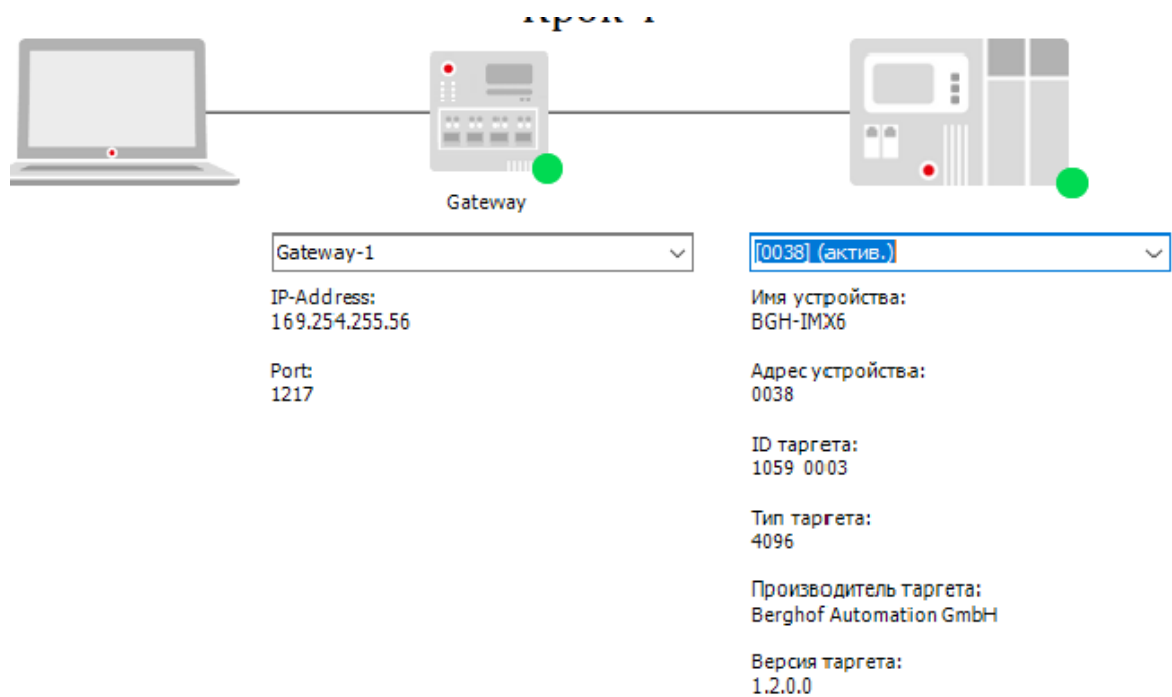 Gateway
Gateway-1
[0038] (актив.)
IP-Address:
169.254.255.56
Имя устройства:
BGH-IMX6
Port:
1217
Адрес устройства:
0038
ID таргета:
1059 0003
Тип таргета:
4096
Производитель таргета:
Berghof Automation GmbH
Версия таргета:
1.2.0.0